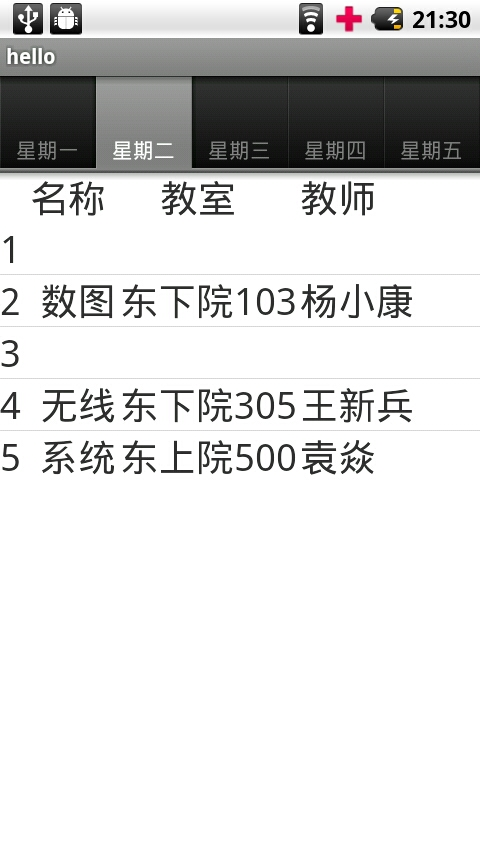 21:30
hello
星期一 星期二 星期三 星期四 星期五
名称 教室 教师
1
2 数图 东下院103 杨小康
3
4 无线 东下院305 王新兵
5 系统 东上院500 袁焱